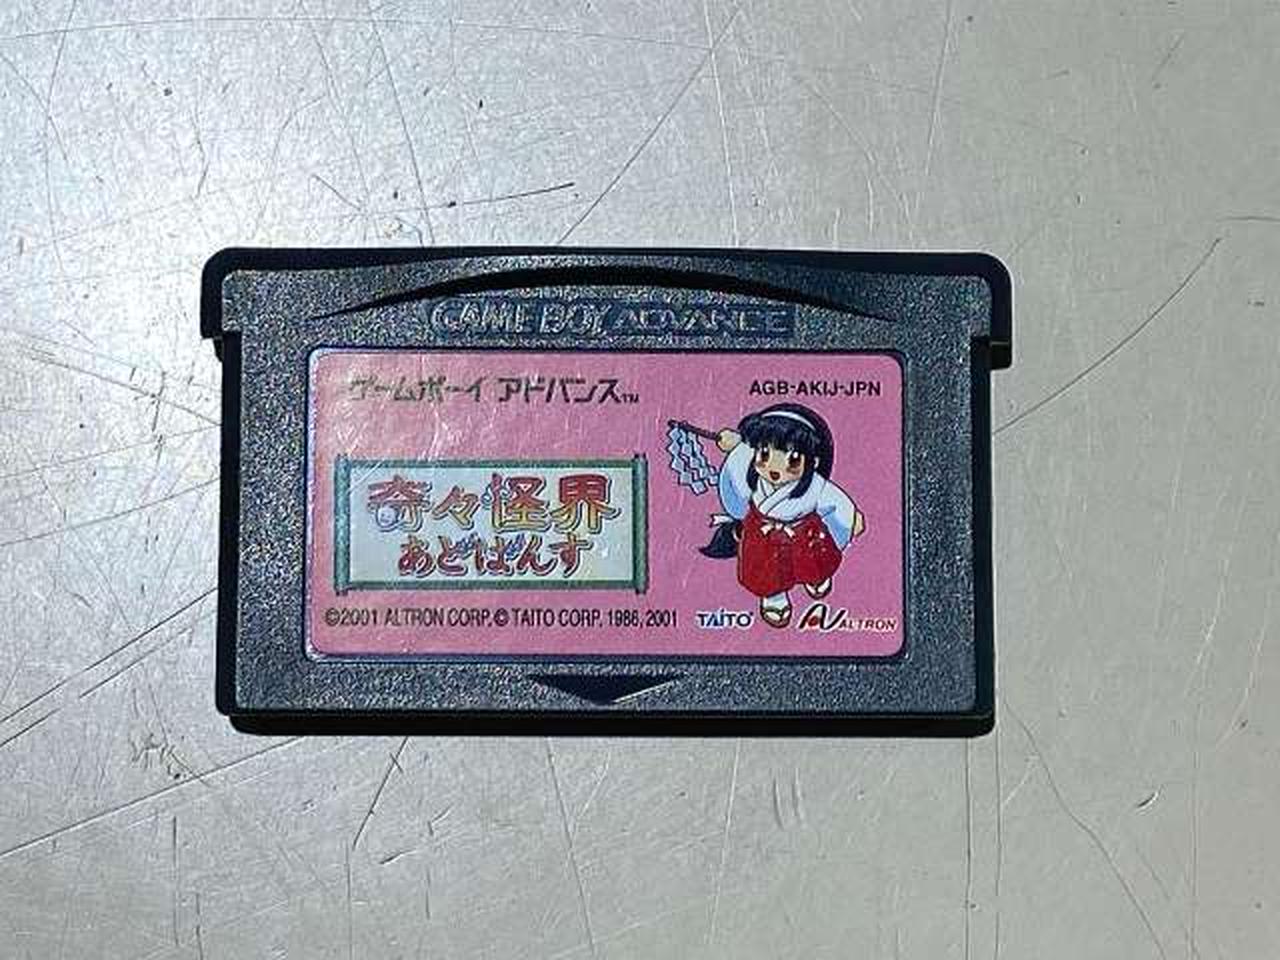 GAME BOY ADVANCE
ゲームボーイ アドバンス™
AGB-AKIJ-JPN
奇々怪界
あどばんす
©2001 ALTRON CORP.© TAITO CORP. 1986, 2001
TAITO
ALTRON